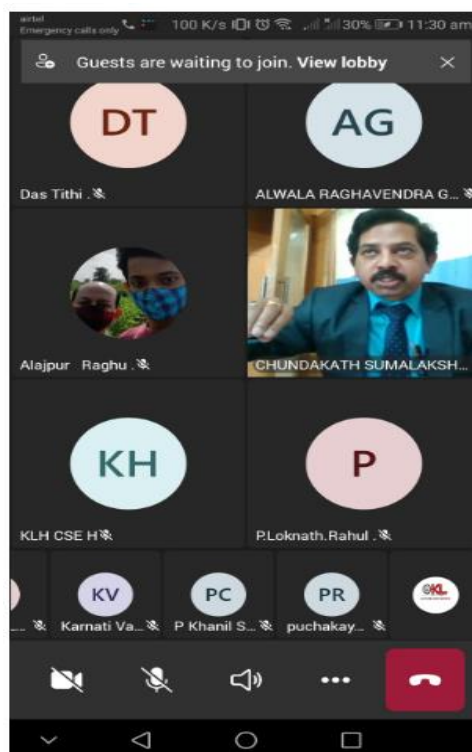 airtel
Emergency calls only 100 K/s 30% 11:30 am
Guests are waiting to join. View lobby
DT AG
Das Tithi . ALWALA RAGHAVENDRA G...
Alajpur Raghu . CHUNDAKATH SUMALAKSH...
KH P
KLH CSE H P.Loknath.Rahul .
KV PC PR KL
... Karnati Va... P Khanil S... puchakay...